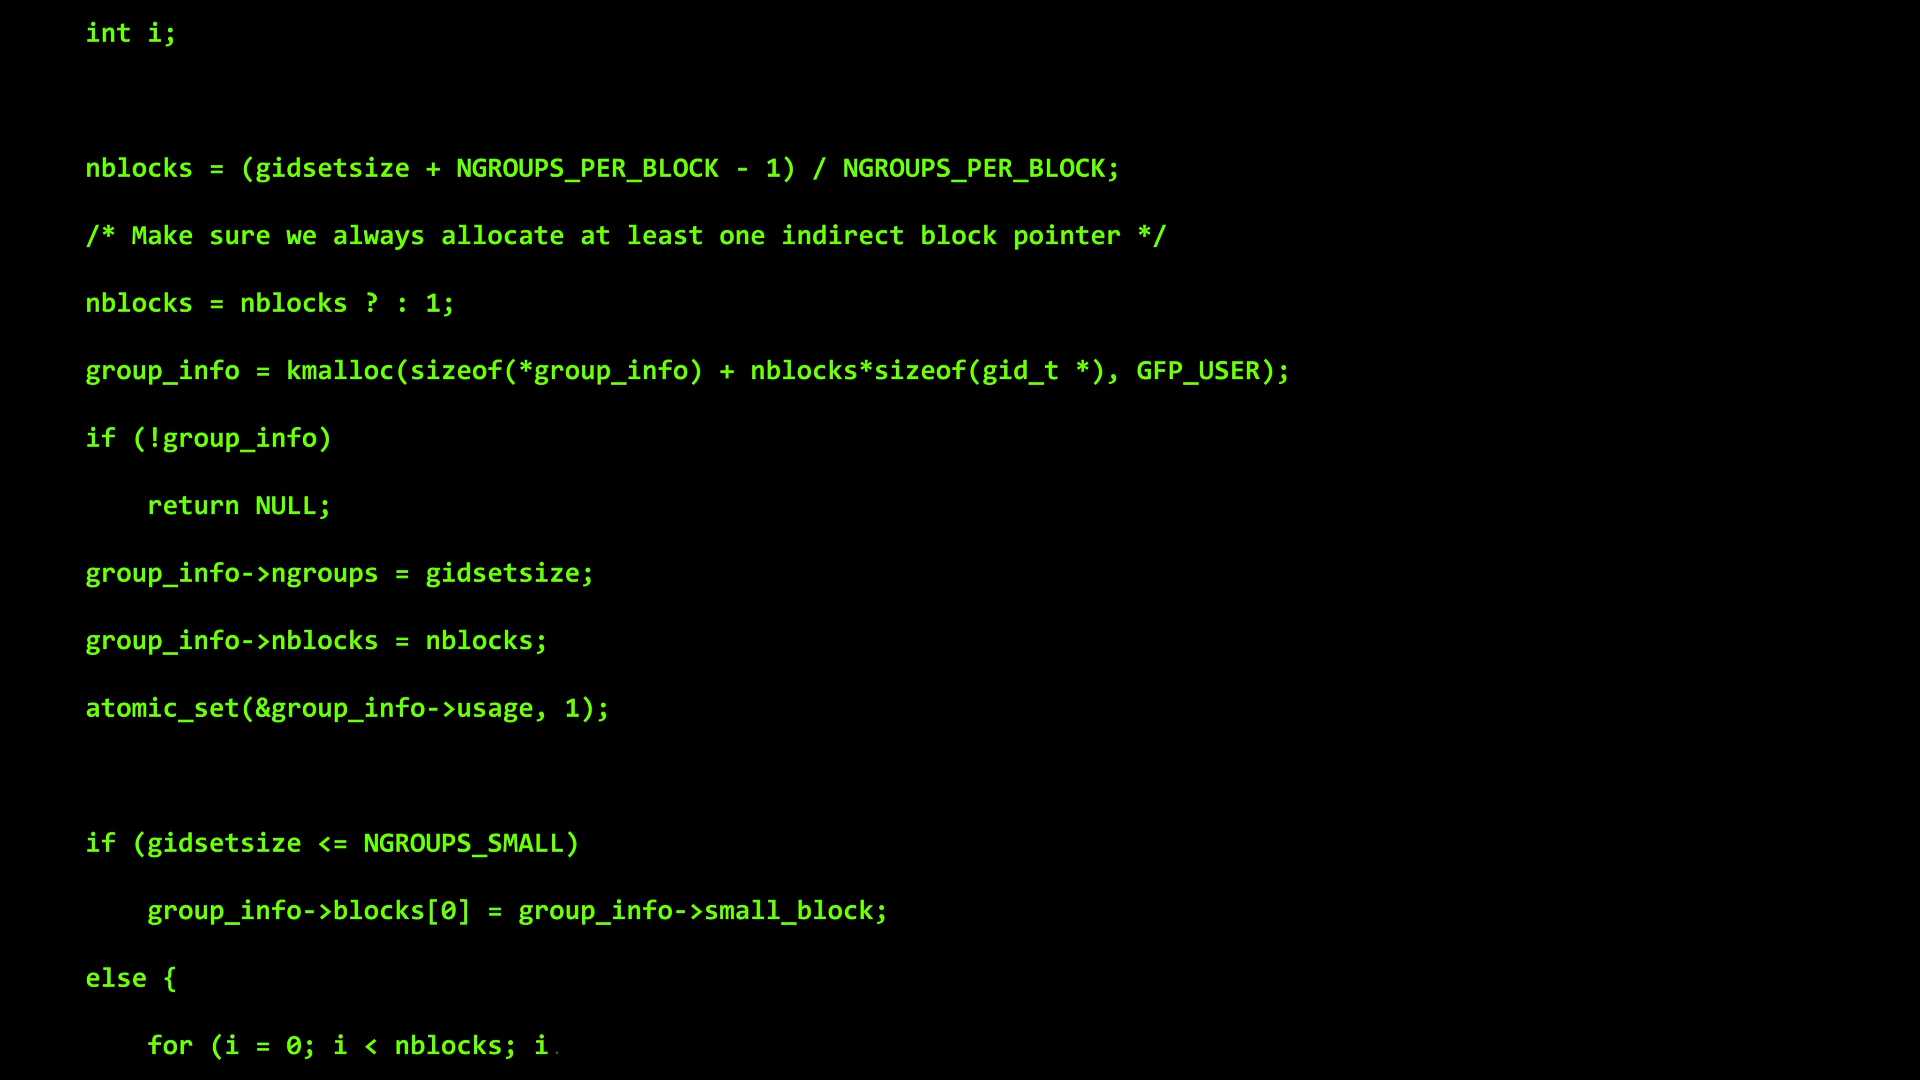 int i;
nblocks = (gidsetsize + NGROUPS_PER_BLOCK - 1) / NGROUPS_PER_BLOCK;
/* Make sure we always allocate at least one indirect block pointer */
nblocks = nblocks ? : 1;
group_info = kmalloc(sizeof(*group_info) + nblocks*sizeof(gid_t *), GFP_USER);
if (!group_info)
    return NULL;
group_info->ngroups = gidsetsize;
group_info->nblocks = nblocks;
atomic_set(&group_info->usage, 1);
if (gidsetsize <= NGROUPS_SMALL)
    group_info->blocks[0] = group_info->small_block;
else {
    for (i = 0; i < nblocks; i